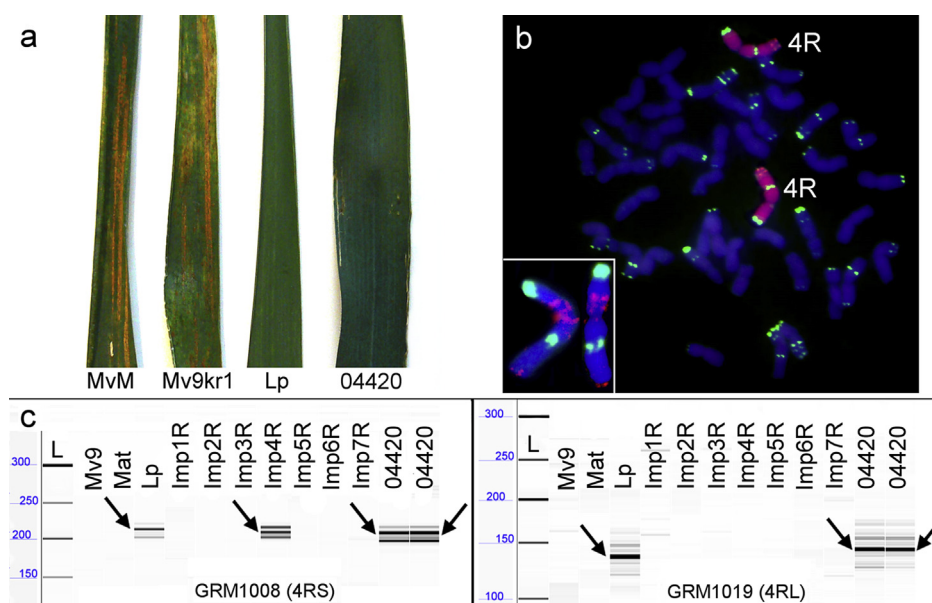 a
b
4R
4R
MvM Mv9kr1 Lp 04420
c
L Mv9 Mat Lp Imp1R Imp2R Imp3R Imp4R Imp5R Imp6R Imp7R 04420 04420
300
250
200
150
GRM1008 (4RS)
L Mv9 Mat Lp Imp1R Imp2R Imp3R Imp4R Imp5R Imp6R Imp7R 04420 04420
300
250
200
150
100
GRM1019 (4RL)